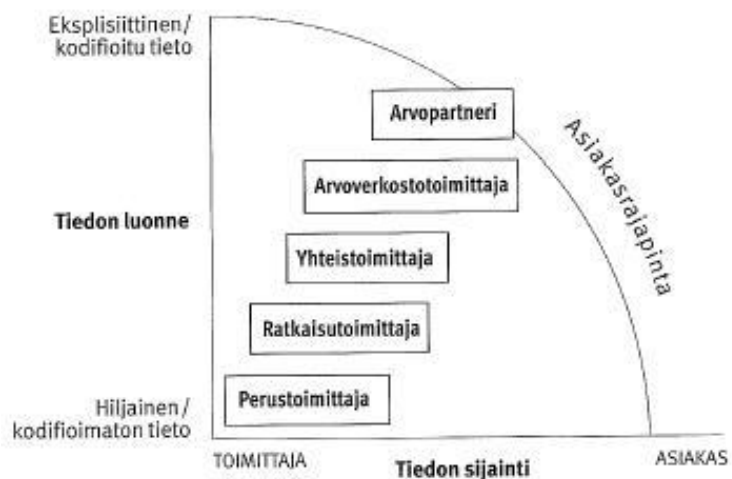 Eksplisiittinen/
kodifioitu tieto
Arvopartneri
Asiakasrajapinta
Arvoverkostotoimittaja
Tiedon luonne
Yhteistoimittaja
Ratkaisutoimittaja
Perustoimittaja
Hiljainen/
kodifioimaton tieto
TOIMITTAJA
Tiedon sijainti
ASIAKAS